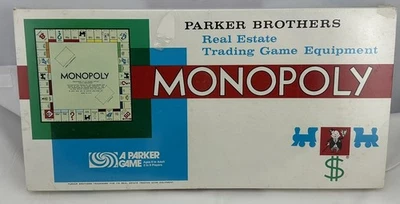 PARKER BROTHERS
Real Estate
Trading Game Equipment
MONOPOLY
MONOPOLY
A PARKER
GAME
$